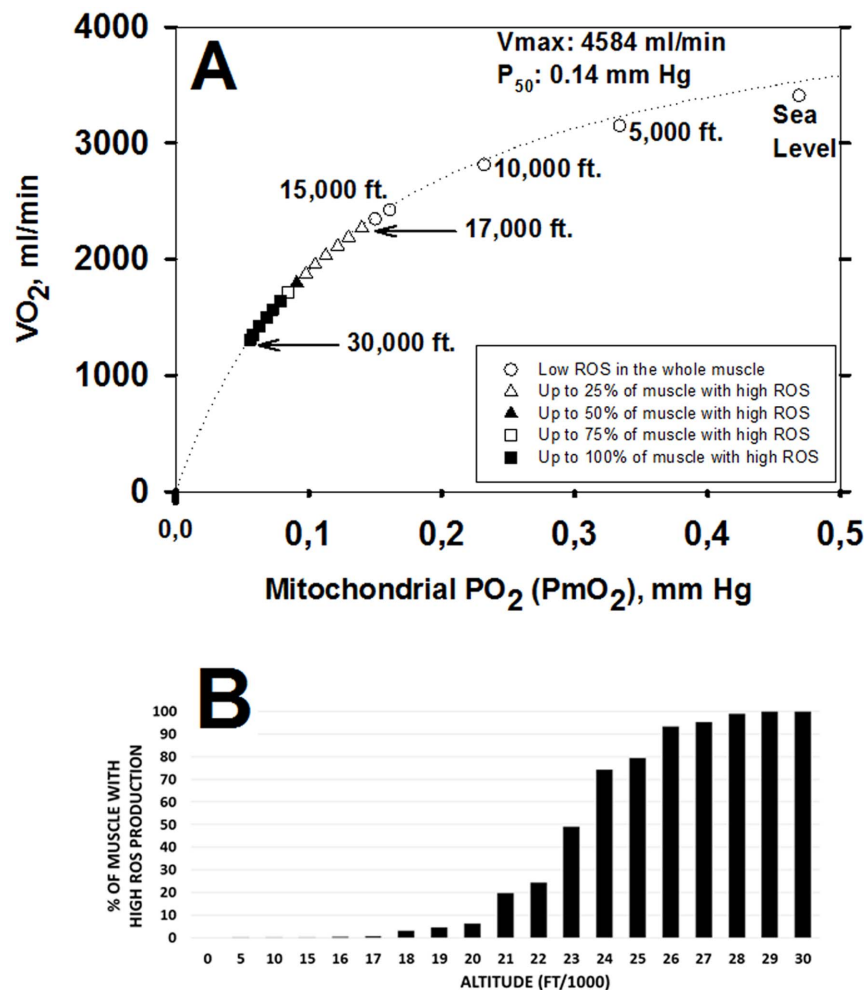 A
Vmax: 4584 ml/min
P50: 0.14 mm Hg
4000
3000
2000
1000
0
VO2, ml/min
Sea
Level
5,000 ft.
10,000 ft.
15,000 ft.
17,000 ft.
30,000 ft.
Low ROS in the whole muscle
Up to 25% of muscle with high ROS
Up to 50% of muscle with high ROS
Up to 75% of muscle with high ROS
Up to 100% of muscle with high ROS
0,0 0,1 0,2 0,3 0,4 0,5
Mitochondrial PO2 (PmO2), mm Hg
B
% OF MUSCLE WITH
HIGH ROS PRODUCTION
100
90
80
70
60
50
40
30
20
10
0
0 5 10 15 16 17 18 19 20 21 22 23 24 25 26 27 28 29 30
ALTITUDE (FT/1000)